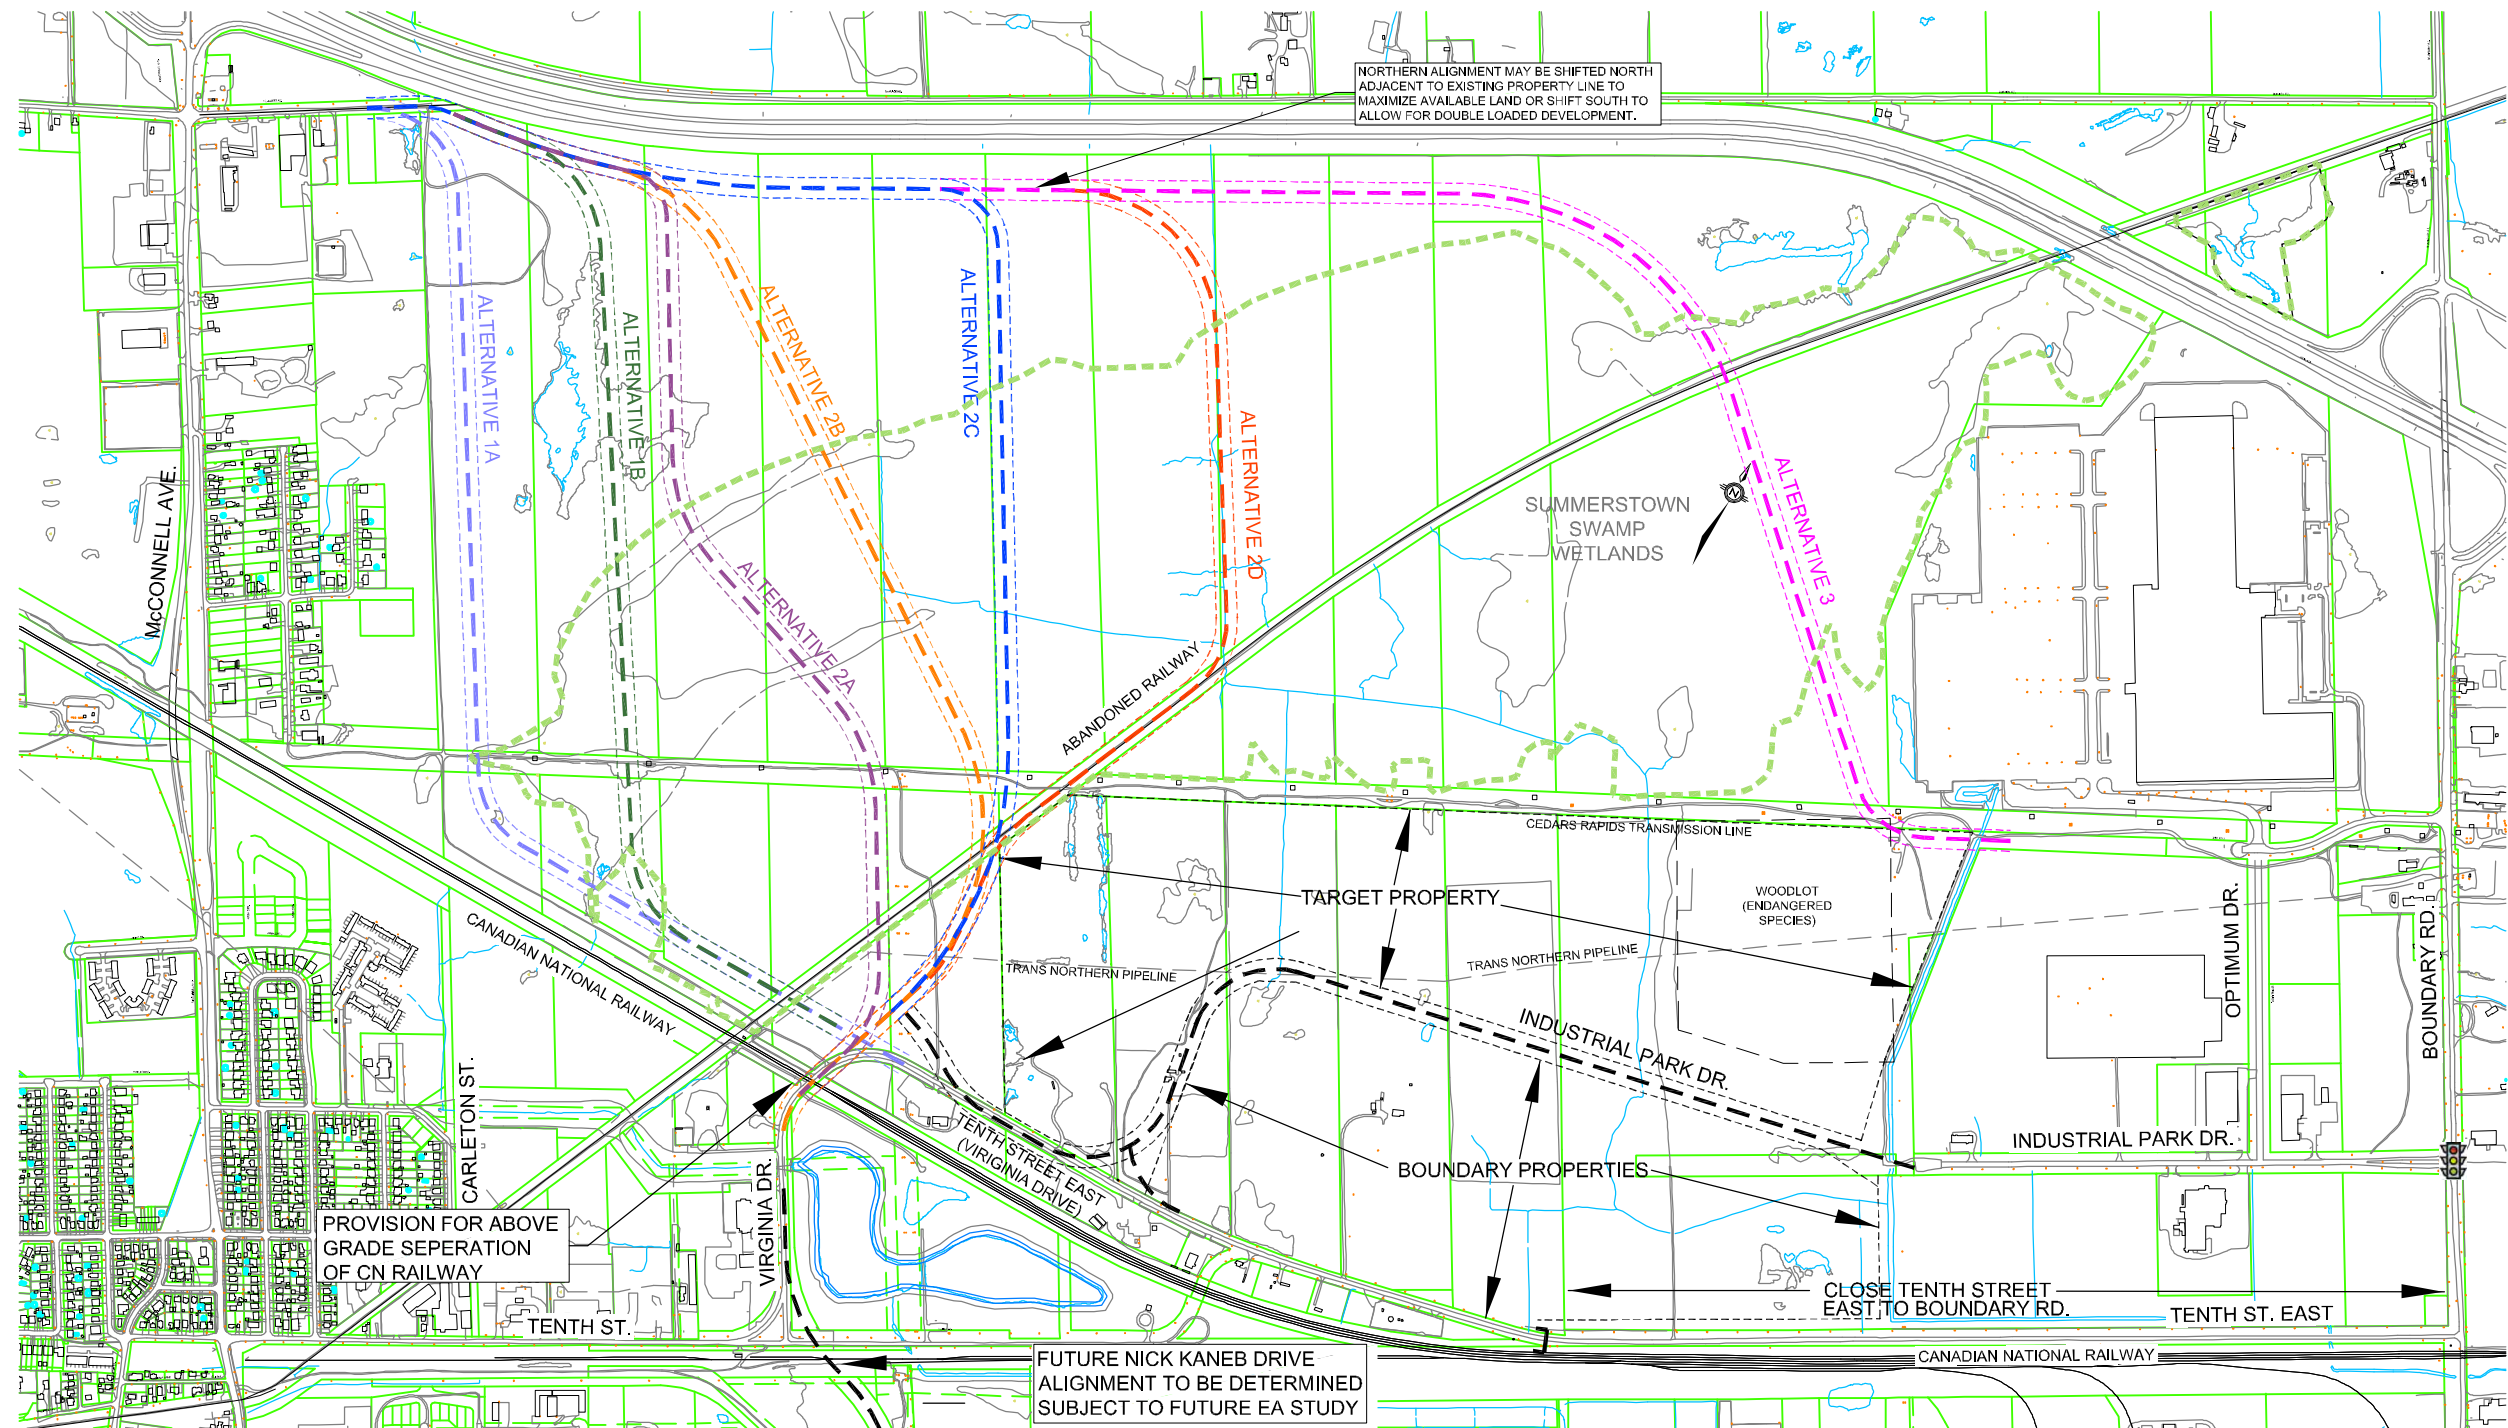 NORTHERN ALIGNMENT MAY BE SHIFTED NORTH
ADJACENT TO EXISTING PROPERTY LINE TO
MAXIMIZE AVAILABLE LAND OR SHIFT SOUTH TO
ALLOW FOR DOUBLE LOADED DEVELOPMENT.
ALTERNATIVE 1A
ALTERNATIVE 1B
ALTERNATIVE 2A
ALTERNATIVE 2B
ALTERNATIVE 2C
ALTERNATIVE 2D
ALTERNATIVE 3
McCONNELL AVE.
SUMMERSTOWN
SWAMP
WETLANDS
N
ABANDONED RAILWAY
CEDARS RAPIDS TRANSMISSION LINE
TARGET PROPERTY
WOODLOT
(ENDANGERED
SPECIES)
CANADIAN NATIONAL RAILWAY
TRANS NORTHERN PIPELINE
TRANS NORTHERN PIPELINE
OPTIMUM DR.
BOUNDARY RD.
INDUSTRIAL PARK DR.
INDUSTRIAL PARK DR.
CARLETON ST.
TENTH STREET EAST
(VIRIGINIA DRIVE)
BOUNDARY PROPERTIES
VIRGINIA DR.
PROVISION FOR ABOVE
GRADE SEPERATION
OF CN RAILWAY
CLOSE TENTH STREET
EAST TO BOUNDARY RD.
TENTH ST.
TENTH ST. EAST
FUTURE NICK KANEB DRIVE
ALIGNMENT TO BE DETERMINED
SUBJECT TO FUTURE EA STUDY
CANADIAN NATIONAL RAILWAY